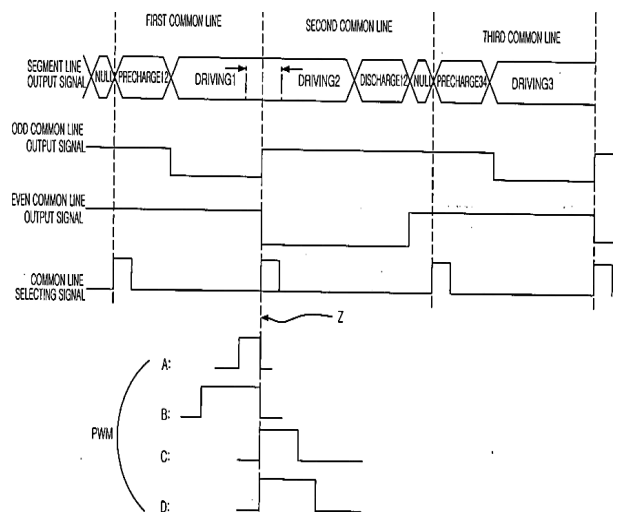 FIRST COMMON LINE
SECOND COMMON LINE
THIRD COMMON LINE
SEGMENT LINE
OUTPUT SIGNAL
NULL
PRECHARGE12
DRIVING1
DRIVING2
DISCHARGE12
NULL
PRECHARGE34
DRIVING3
ODD COMMON LINE
OUTPUT SIGNAL
EVEN COMMON LINE
OUTPUT SIGNAL
COMMON LINE
SELECTING SIGNAL
Z
A:
B:
PWM
C:
D: